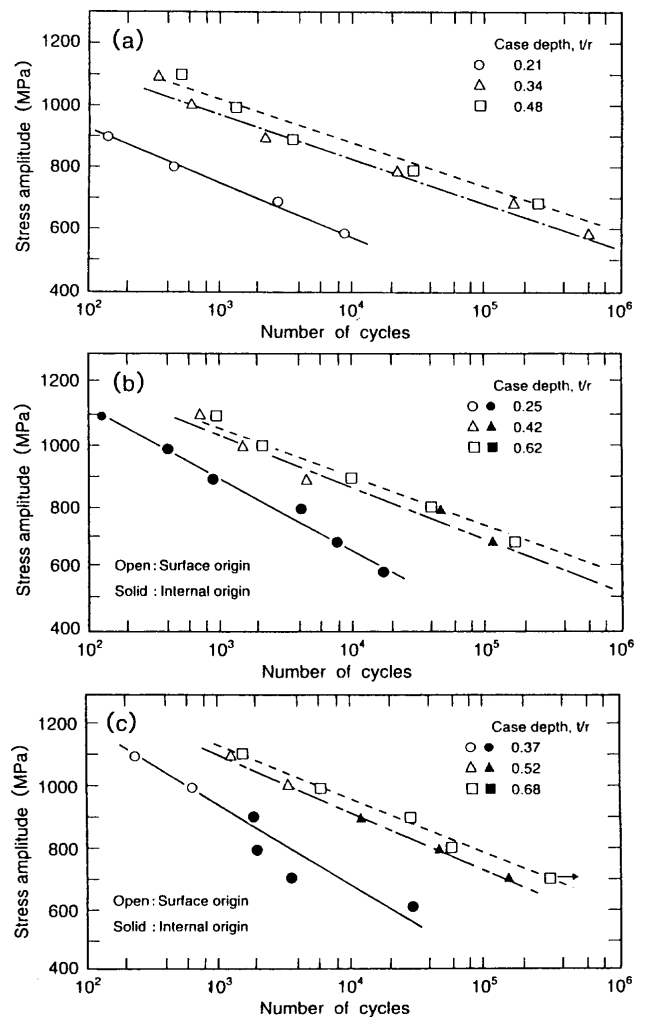 (a)
Case depth, t/r
0.21
0.34
0.48
1200
1000
800
600
400
Stress amplitude (MPa)
10² 10³ 10⁴ 10⁵ 10⁶
Number of cycles
(b)
Case depth, t/r
0.25
0.42
0.62
1200
1000
800
600
400
Stress amplitude (MPa)
Open : Surface origin
Solid : Internal origin
10² 10³ 10⁴ 10⁵ 10⁶
Number of cycles
(c)
Case depth, t/r
0.37
0.52
0.68
1200
1000
800
600
400
Stress amplitude (MPa)
Open : Surface origin
Solid : Internal origin
10² 10³ 10⁴ 10⁵ 10⁶
Number of cycles